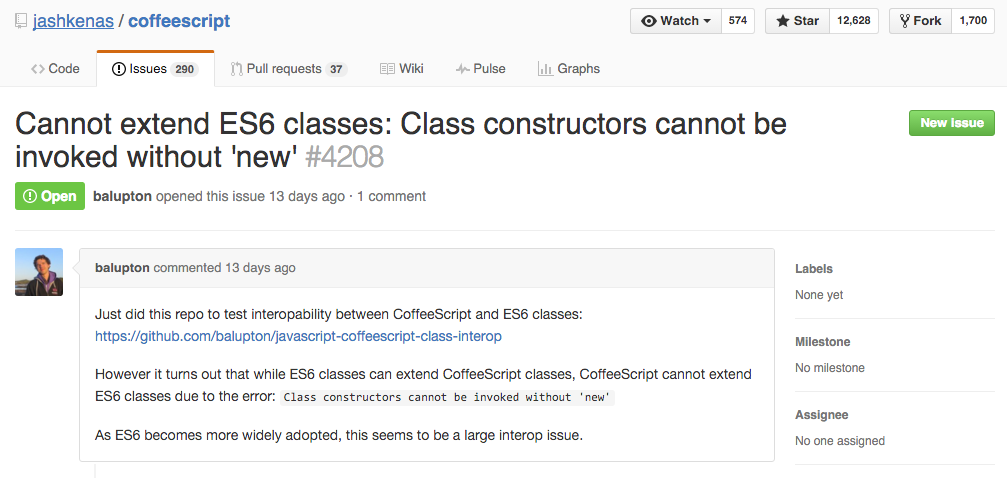 jashkenas / coffeescript
Watch 574 Star 12,628 Fork 1,700
Code Issues 290 Pull requests 37 Wiki Pulse Graphs
Cannot extend ES6 classes: Class constructors cannot be
invoked without 'new' #4208
New Issue
Open balupton opened this issue 13 days ago · 1 comment
balupton commented 13 days ago
Just did this repo to test interopability between CoffeeScript and ES6 classes:
https://github.com/balupton/javascript-coffeescript-class-interop
However it turns out that while ES6 classes can extend CoffeeScript classes, CoffeeScript cannot extend
ES6 classes due to the error: Class constructors cannot be invoked without 'new'
As ES6 becomes more widely adopted, this seems to be a large interop issue.
Labels
None yet
Milestone
No milestone
Assignee
No one assigned